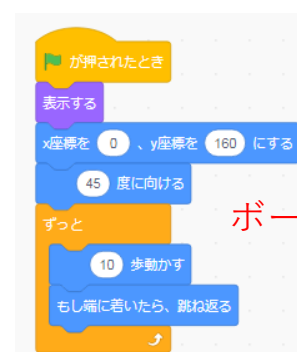 が押されたとき
表示する
x座標を 0 、y座標を 160 にする
45 度に向ける
ずっと
ボー
10 歩動かす
もし端に着いたら、跳ね返る